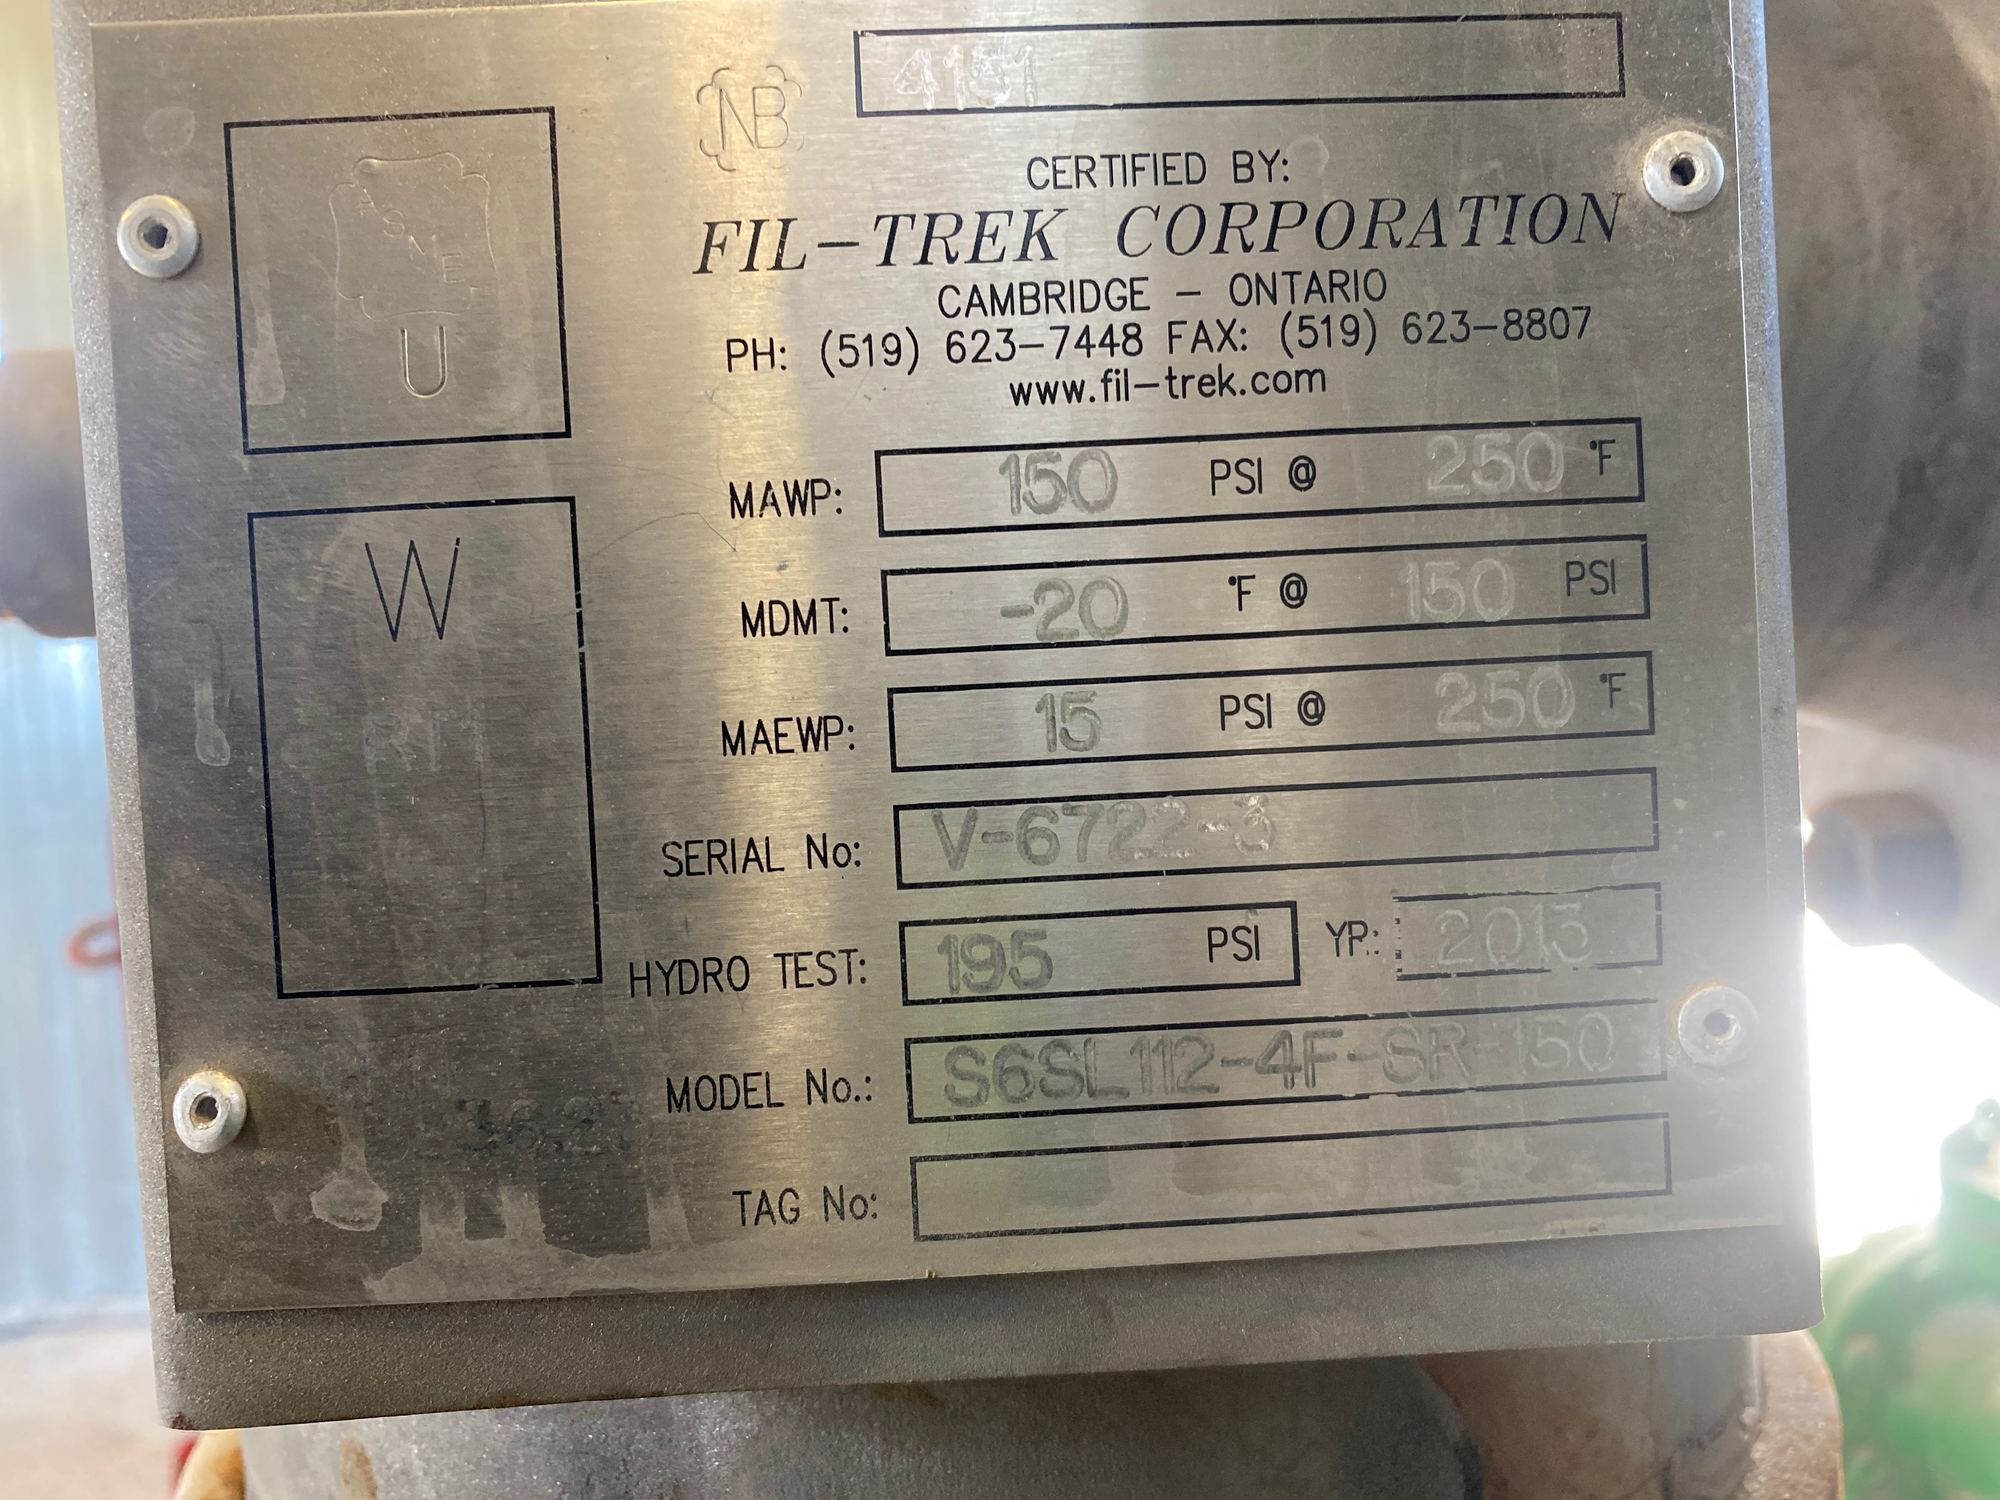 NB 4151
ASME
U
CERTIFIED BY:
FIL-TREK CORPORATION
CAMBRIDGE - ONTARIO
PH: (519) 623-7448 FAX: (519) 623-8807
www.fil-trek.com
MAWP: 150 PSI @ 250 °F
W
MDMT: -20 °F @ 150 PSI
MAEWP: 15 PSI @ 250 °F
SERIAL No: V-6722-3
HYDRO TEST: 195 PSI YR: 2013
MODEL No.: S6SL112-4F-SR-150
TAG No: